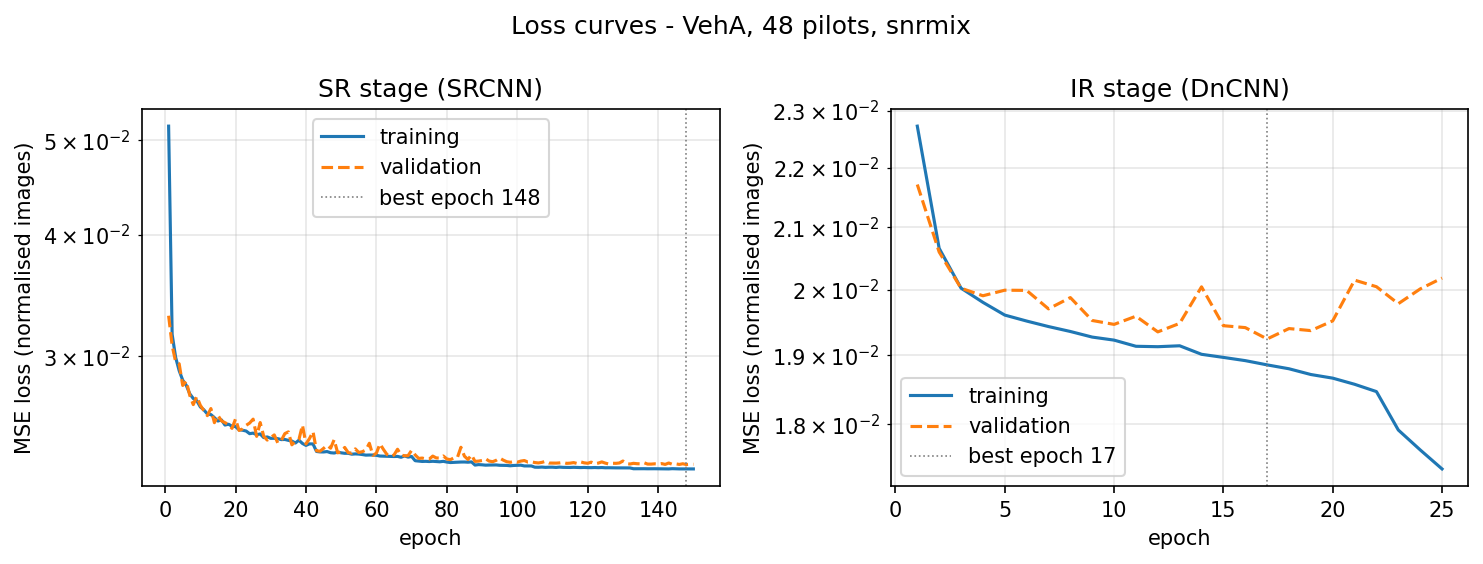 Loss curves - VehA, 48 pilots, snrmix
SR stage (SRCNN)
MSE loss (normalised images)
5 × 10⁻²
4 × 10⁻²
3 × 10⁻²
training
validation
best epoch 148
0 20 40 60 80 100 120 140
epoch
IR stage (DnCNN)
MSE loss (normalised images)
2.3 × 10⁻²
2.2 × 10⁻²
2.1 × 10⁻²
2 × 10⁻²
1.9 × 10⁻²
1.8 × 10⁻²
training
validation
best epoch 17
0 5 10 15 20 25
epoch